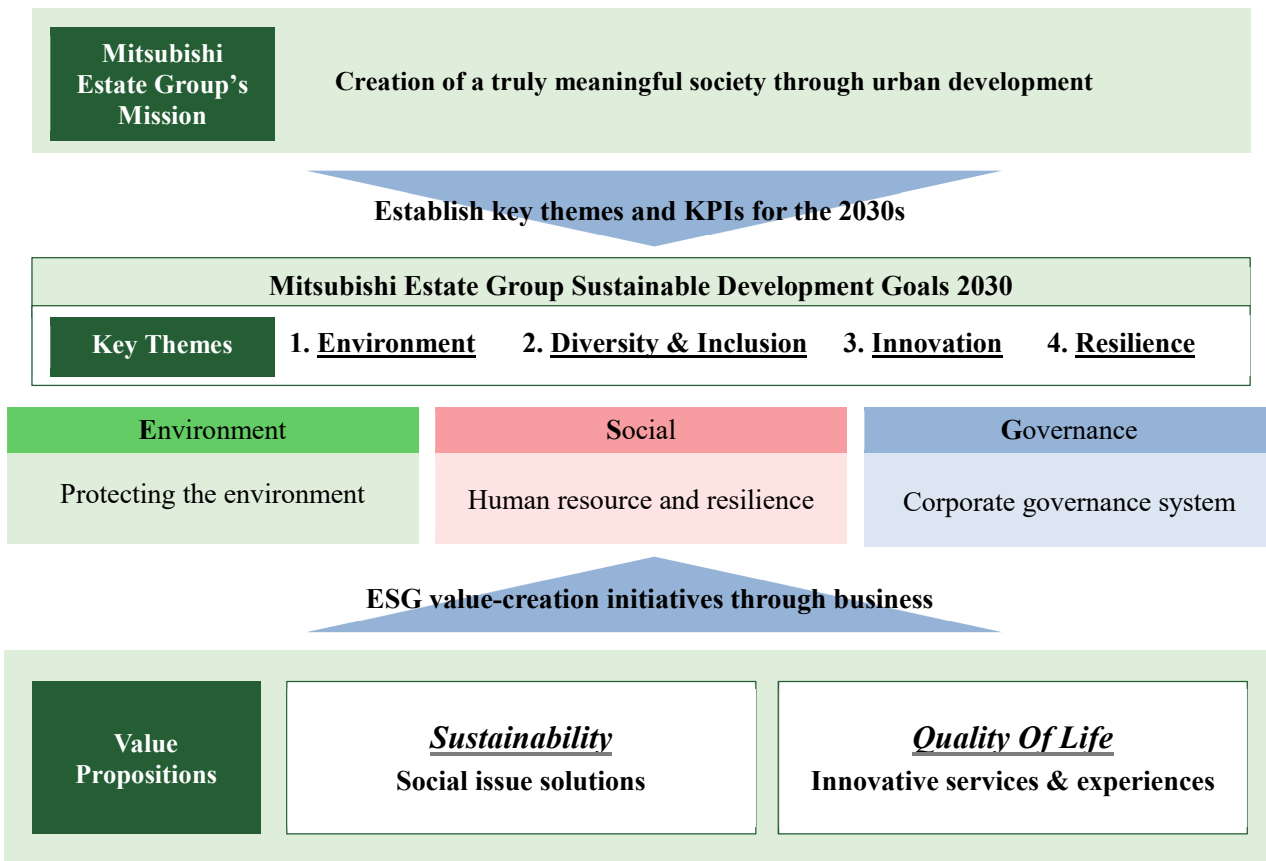 Mitsubishi
Estate Group's
Mission
Creation of a truly meaningful society through urban development
Establish key themes and KPIs for the 2030s
Mitsubishi Estate Group Sustainable Development Goals 2030
Key Themes
1. Environment
2. Diversity & Inclusion
3. Innovation
4. Resilience
Environment
Protecting the environment
Social
Human resource and resilience
Governance
Corporate governance system
ESG value-creation initiatives through business
Value
Propositions
Sustainability
Social issue solutions
Quality Of Life
Innovative services & experiences